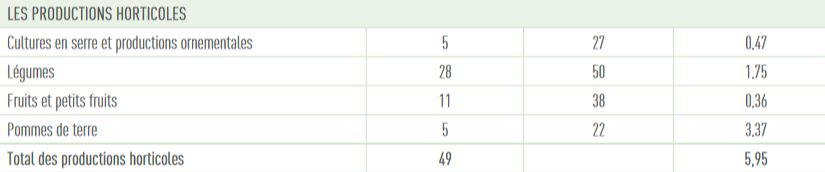 LES PRODUCTIONS HORTICOLES
Cultures en serre et productions ornementales 5 27 0,47
Légumes 28 50 1,75
Fruits et petits fruits 11 38 0,36
Pommes de terre 5 22 3,37
Total des productions horticoles 49 5,95